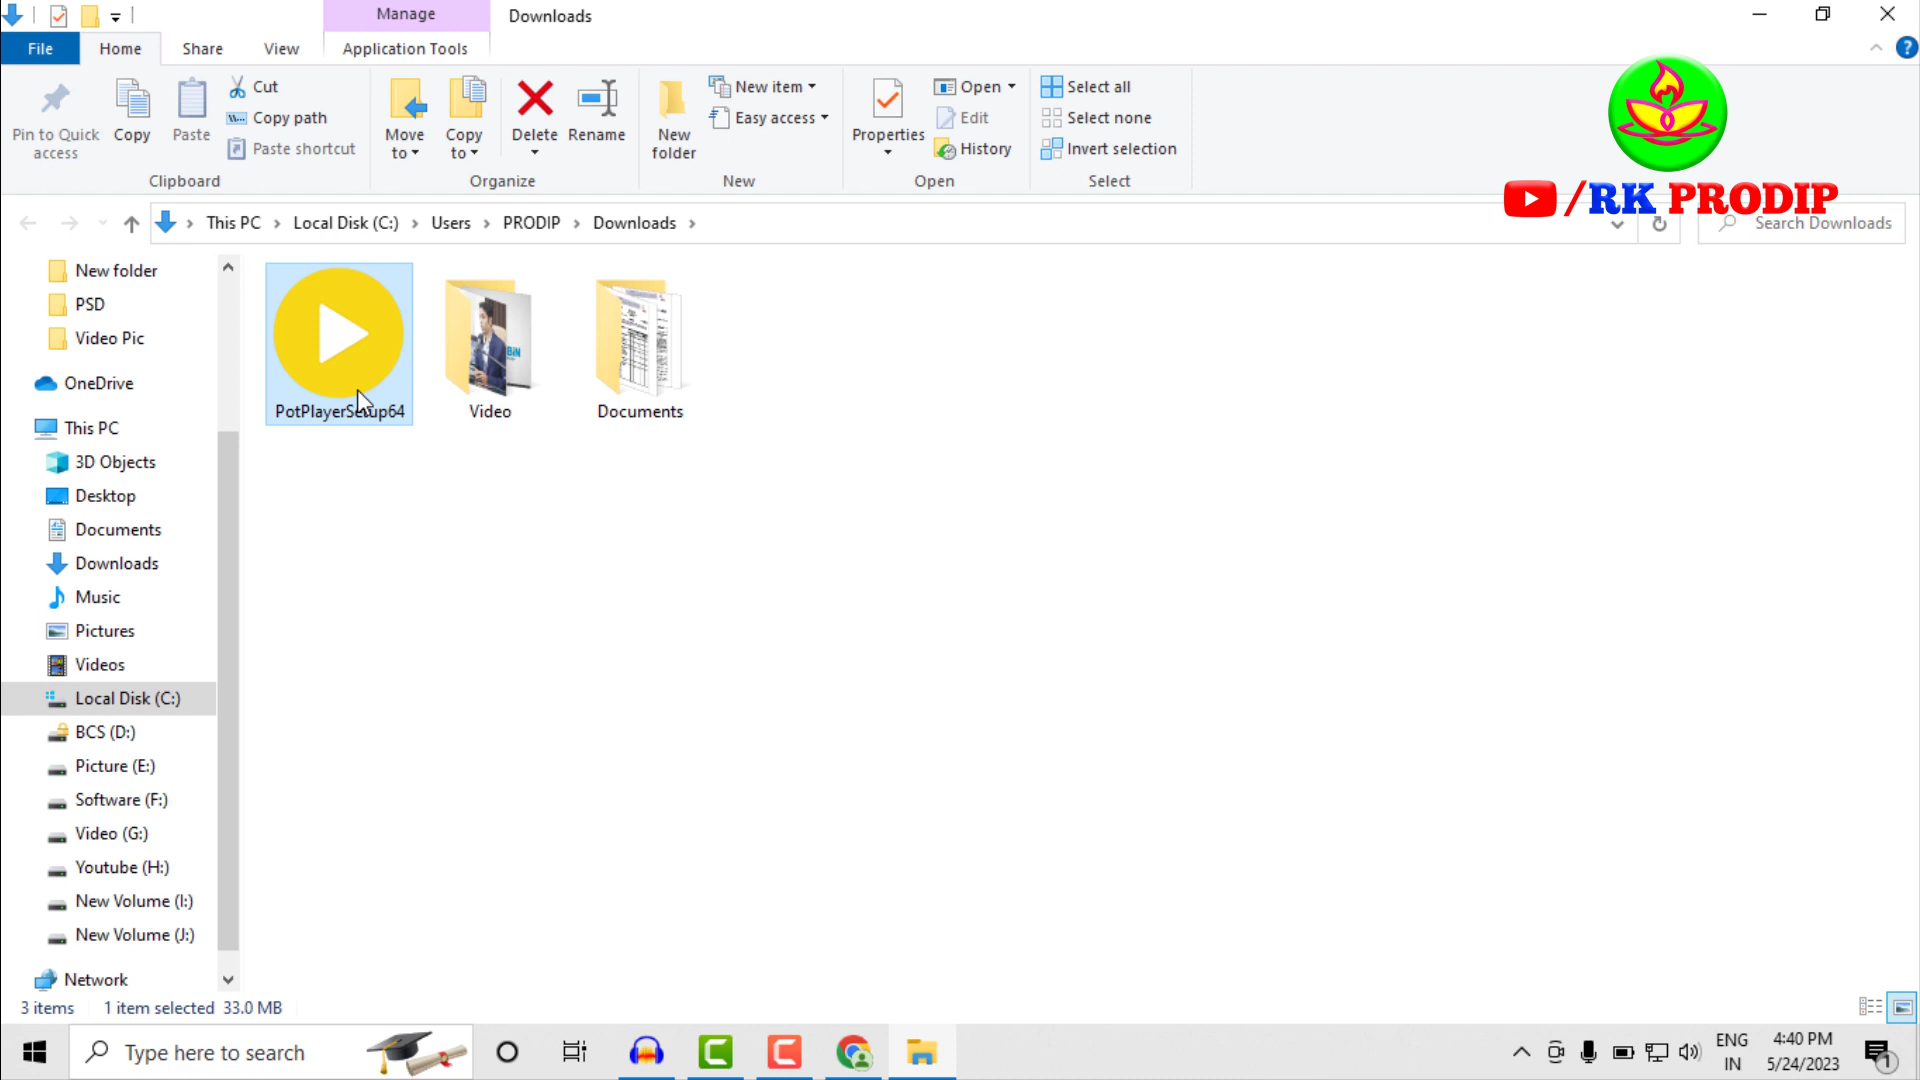 Manage
Downloads
File
Home
Share
View
Application Tools
Pin to Quick access
Copy
Paste
Cut
Copy path
Paste shortcut
Clipboard
Move to
Copy to
Delete
Rename
Organize
New folder
New item
Easy access
New
Properties
Open
Edit
History
Open
Select all
Select none
Invert selection
Select
/RK PRODIP
This PC
Local Disk (C:)
Users
PRODIP
Downloads
Search Downloads
New folder
PSD
Video Pic
OneDrive
This PC
3D Objects
Desktop
Documents
Downloads
Music
Pictures
Videos
Local Disk (C:)
BCS (D:)
Picture (E:)
Software (F:)
Video (G:)
Youtube (H:)
New Volume (I:)
New Volume (J:)
Network
PotPlayerSetup64
Video
Documents
3 items
1 item selected 33.0 MB
Type here to search
ENG
IN
4:40 PM
5/24/2023
1